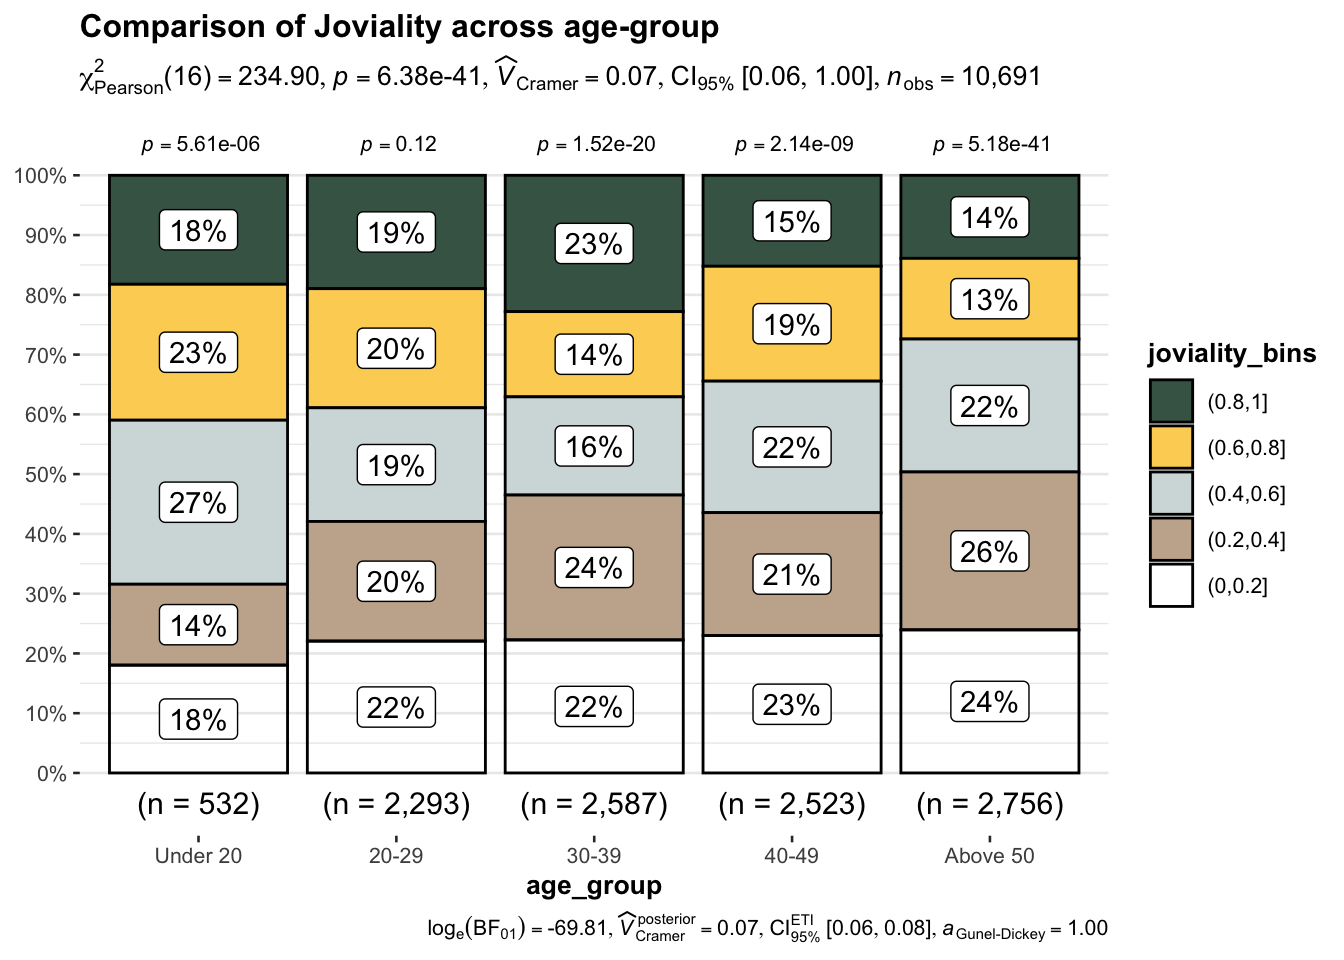 Comparison of Joviality across age-group
χ²Pearson(16) = 234.90, p = 6.38e-41, V̂Cramer = 0.07, CI95% [0.06, 1.00], nobs = 10,691
p = 5.61e-06 p = 0.12 p = 1.52e-20 p = 2.14e-09 p = 5.18e-41
100%
90%
80%
70%
60%
50%
40%
30%
20%
10%
0%
18% 19% 23% 15% 14%
23% 20% 14% 19% 13%
27% 19% 16% 22% 22%
14% 20% 24% 21% 26%
18% 22% 22% 23% 24%
(n = 532) (n = 2,293) (n = 2,587) (n = 2,523) (n = 2,756)
Under 20 20-29 30-39 40-49 Above 50
age_group
joviality_bins
(0.8,1]
(0.6,0.8]
(0.4,0.6]
(0.2,0.4]
(0,0.2]
loge(BF01) = -69.81, V̂posteriorCramer = 0.07, CIETI95% [0.06, 0.08], aGunel-Dickey = 1.00